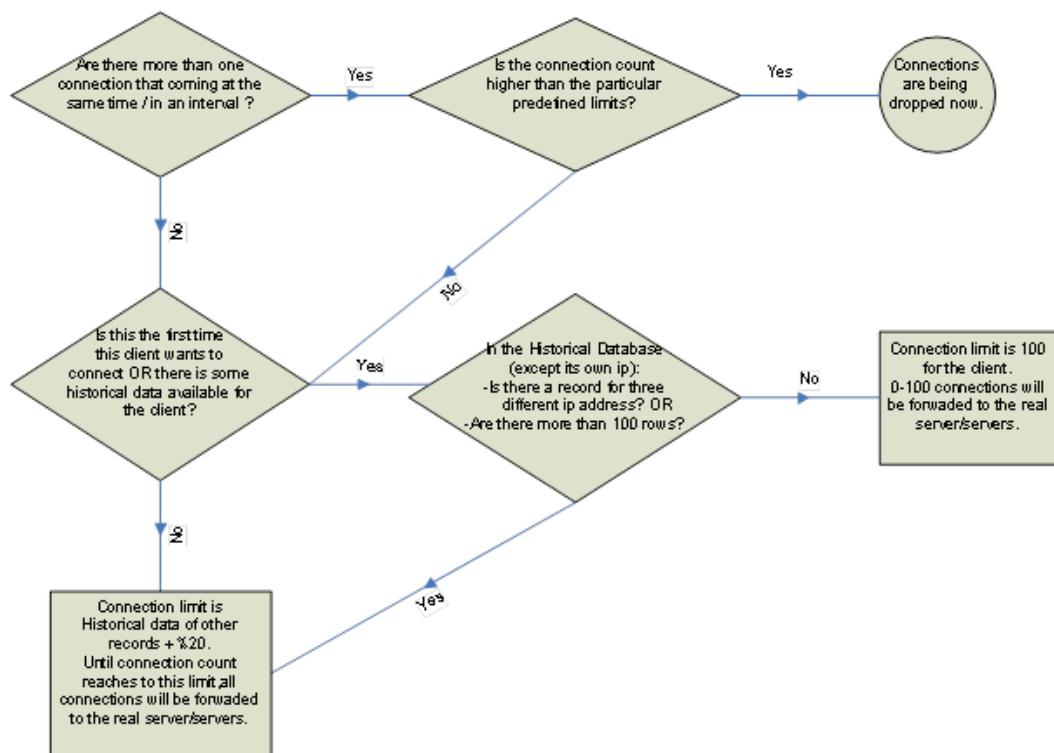 Are there more than one
connection that coming at the
same time / in an interval ?
Yes
Is the connection count
higher than the particular
predefined limits?
Yes
Connections
are being
dropped now.
No
No
Is this the first time
this client wants to
connect OR there is some
historical data available for
the client?
Yes
In the Historical Database
(except its own ip):
-Is there a record for three
different ip address? OR
-Are there more than 100 rows?
No
Connection limit is 100
for the client.
0-100 connections will
be forwaded to the real
server/servers.
No
Yes
Connection limit is
Historical data of other
records + %20.
Until connection count
reaches to this limit,all
connections will be forwaded
to the real server/servers.